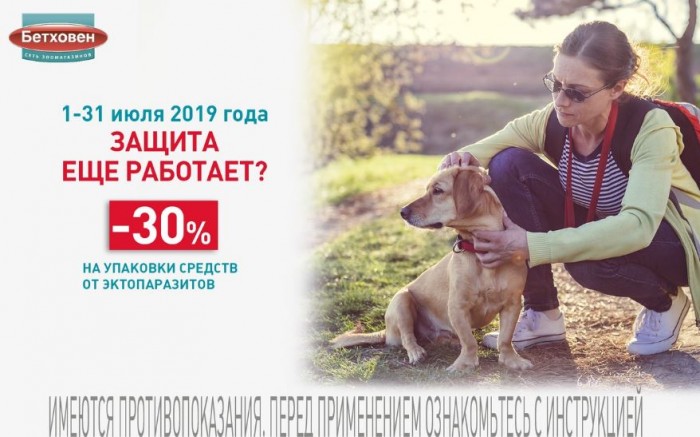 Бетховен
СЕТЬ ЗООМАГАЗИНОВ
1-31 июля 2019 года
ЗАЩИТА
ЕЩЕ РАБОТАЕТ?
-30%
НА УПАКОВКИ СРЕДСТВ
ОТ ЭКТОПАРАЗИТОВ
ИМЕЮТСЯ ПРОТИВОПОКАЗАНИЯ. ПЕРЕД ПРИМЕНЕНИЕМ ОЗНАКОМЬТЕСЬ С ИНСТРУКЦИЕЙ